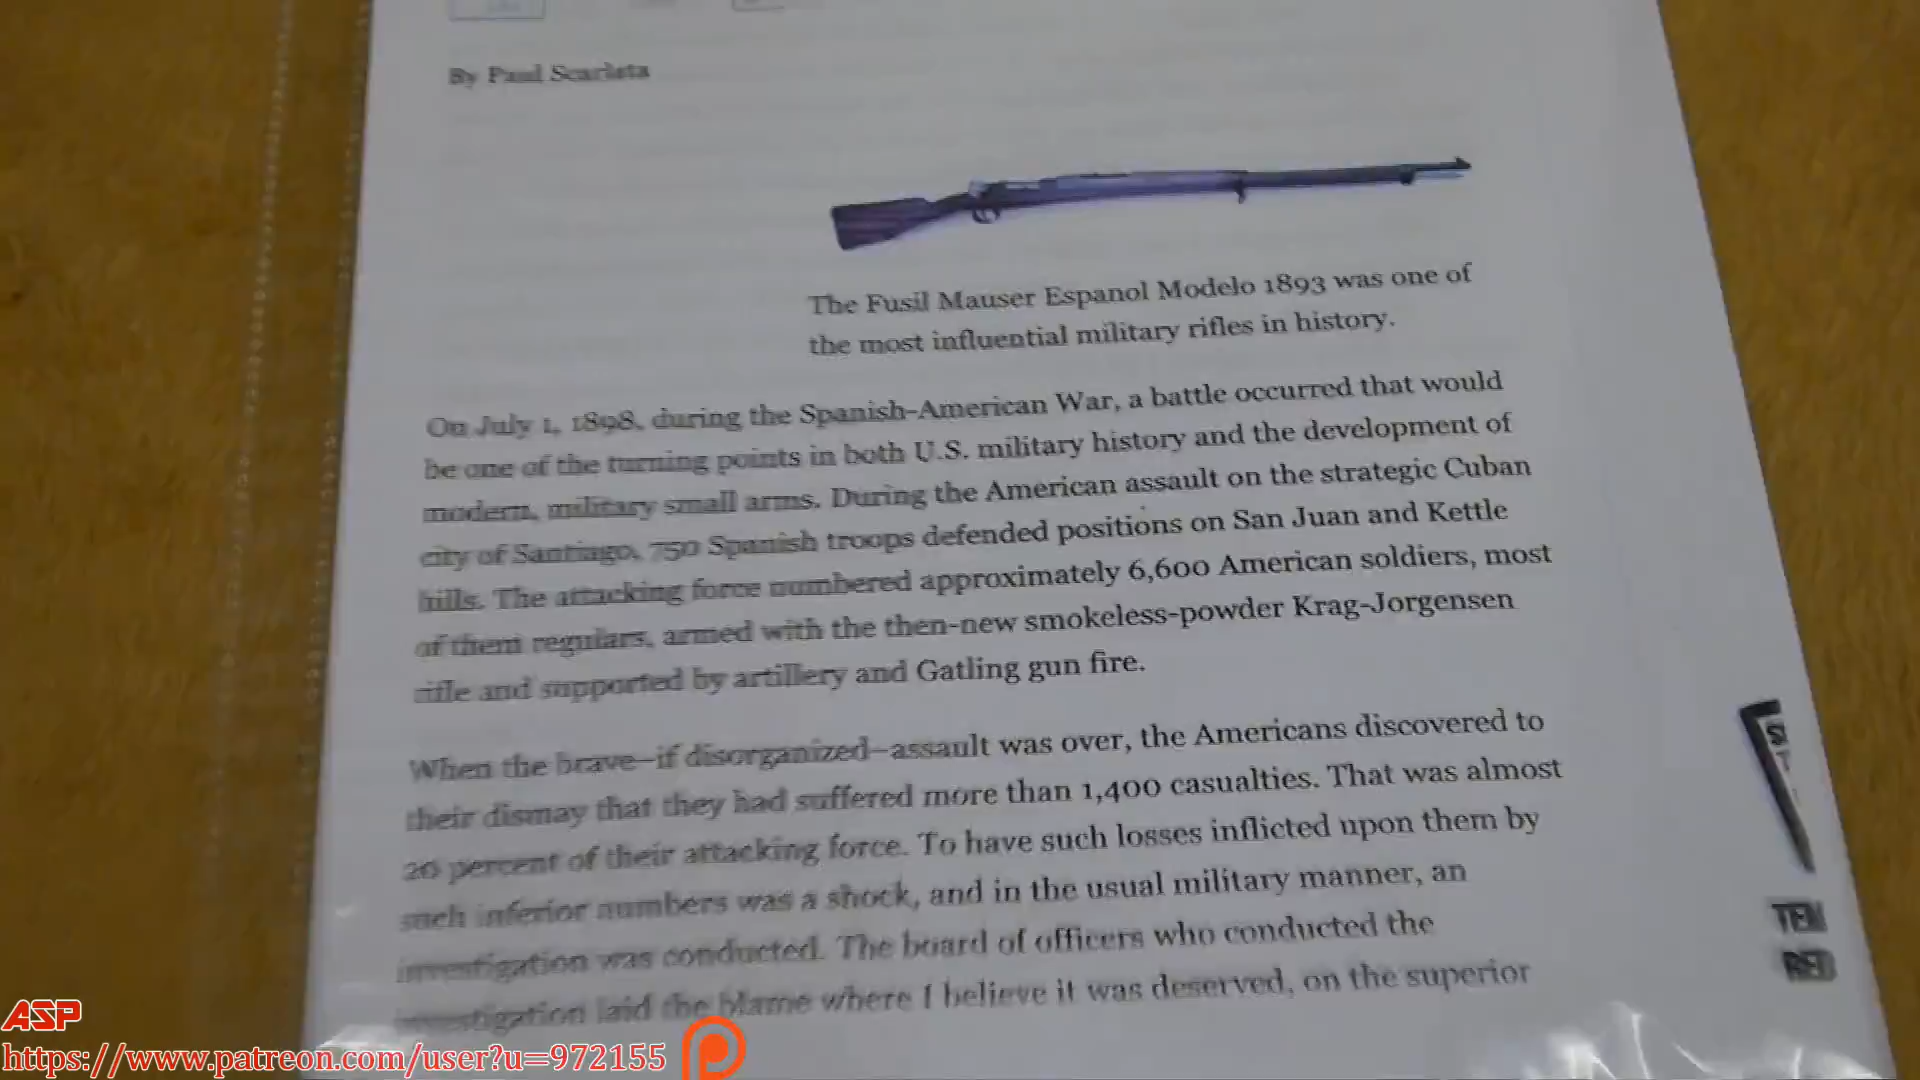 By Paul Scarlata
The Fusil Mauser Espanol Modelo 1893 was one of
the most influential military rifles in history.
On July 1, 1898, during the Spanish-American War, a battle occurred that would
be one of the turning points in both U.S. military history and the development of
modern, military small arms. During the American assault on the strategic Cuban
city of Santiago, 750 Spanish troops defended positions on San Juan and Kettle
hills. The attacking force numbered approximately 6,600 American soldiers, most
of them regulars, armed with the then-new smokeless-powder Krag-Jorgensen
rifle and supported by artillery and Gatling gun fire.
When the brave—if disorganized—assault was over, the Americans discovered to
their dismay that they had suffered more than 1,400 casualties. That was almost
20 percent of their attacking force. To have such losses inflicted upon them by
such inferior numbers was a shock, and in the usual military manner, an
investigation was conducted. The board of officers who conducted the
investigation laid the blame where I believe it was deserved, on the superior
TEN
RED
ASP
https://www.patreon.com/user?u=972155